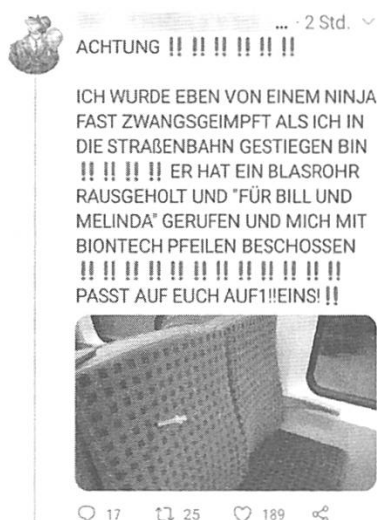 ... · 2 Std.
ACHTUNG ‼ ‼ ‼ ‼ ‼ ‼
ICH WURDE EBEN VON EINEM NINJA
FAST ZWANGSGEIMPFT ALS ICH IN
DIE STRAßENBAHN GESTIEGEN BIN
‼ ‼ ‼ ‼ ER HAT EIN BLASROHR
RAUSGEHOLT UND "FÜR BILL UND
MELINDA" GERUFEN UND MICH MIT
BIONTECH PFEILEN BESCHOSSEN
‼ ‼ ‼ ‼ ‼ ‼ ‼ ‼ ‼ ‼ ‼ ‼
PASST AUF EUCH AUF1‼EINS! ‼
17 25 189